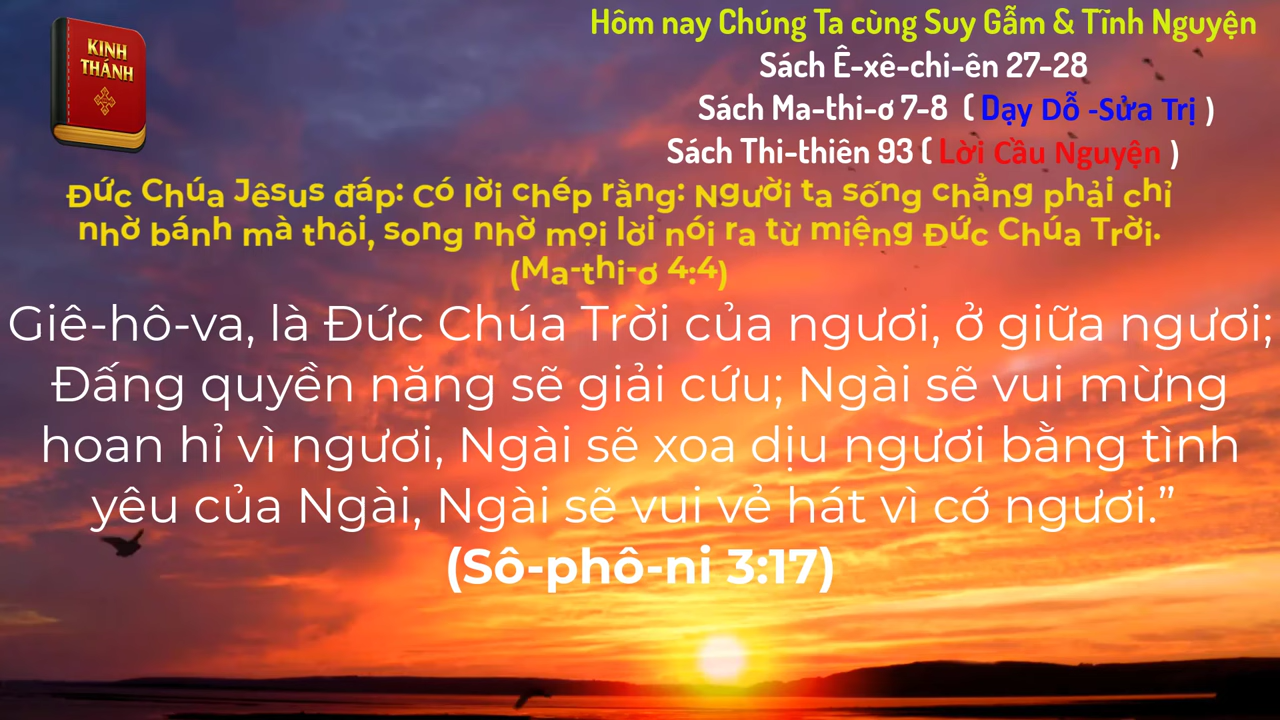 KINH
THÁNH
Hôm nay Chúng Ta cùng Suy Gẫm & Tĩnh Nguyện
Sách Ê-xê-chi-ên 27-28
Sách Ma-thi-ơ 7-8 ( Dạy Dỗ -Sửa Trị )
Sách Thi-thiên 93 ( Lời Cầu Nguyện )
Đức Chúa Jêsus đáp: Có lời chép rằng: Người ta sống chẳng phải chỉ
nhờ bánh mà thôi, song nhờ mọi lời nói ra từ miệng Đức Chúa Trời.
(Ma-thi-ơ 4:4)
Giê-hô-va, là Đức Chúa Trời của ngươi, ở giữa ngươi;
Đấng quyền năng sẽ giải cứu; Ngài sẽ vui mừng
hoan hỉ vì ngươi, Ngài sẽ xoa dịu ngươi bằng tình
yêu của Ngài, Ngài sẽ vui vẻ hát vì cớ ngươi.”
(Sô-phô-ni 3:17)